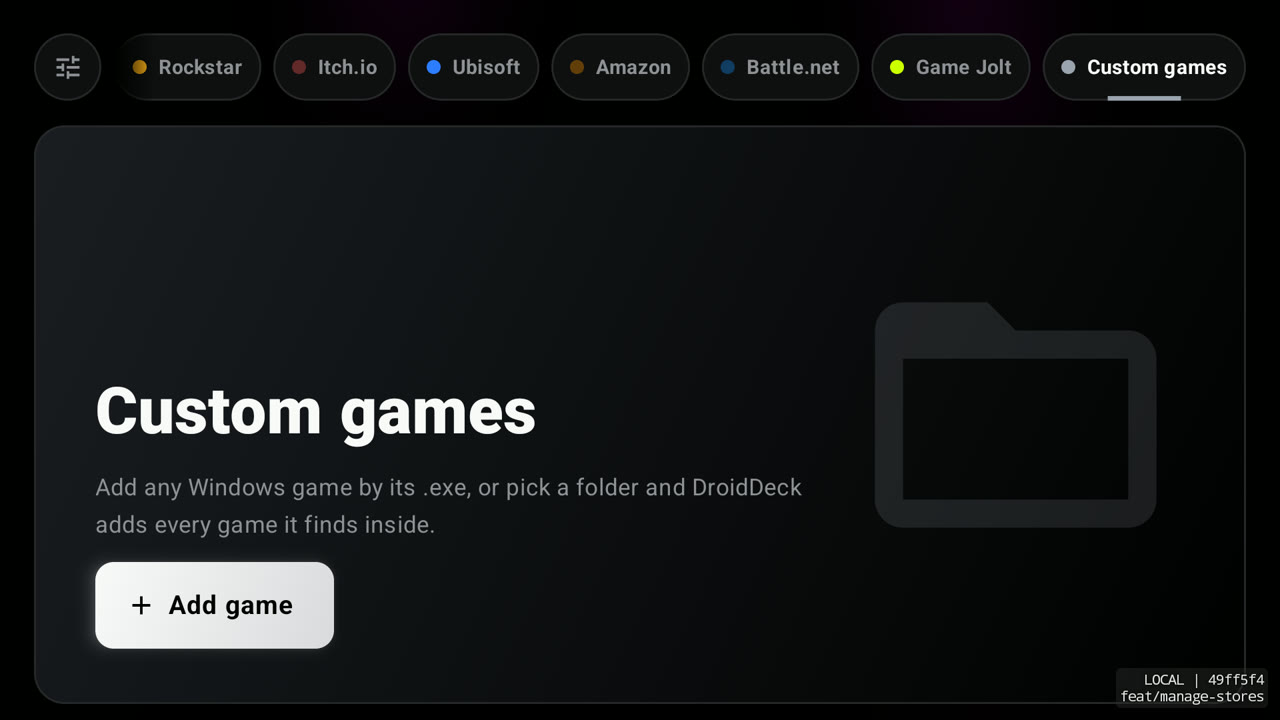 Rockstar
Itch.io
Ubisoft
Amazon
Battle.net
Game Jolt
Custom games
Custom games
Add any Windows game by its .exe, or pick a folder and DroidDeck
adds every game it finds inside.
+ Add game
LOCAL | 49ff5f4
feat/manage-stores